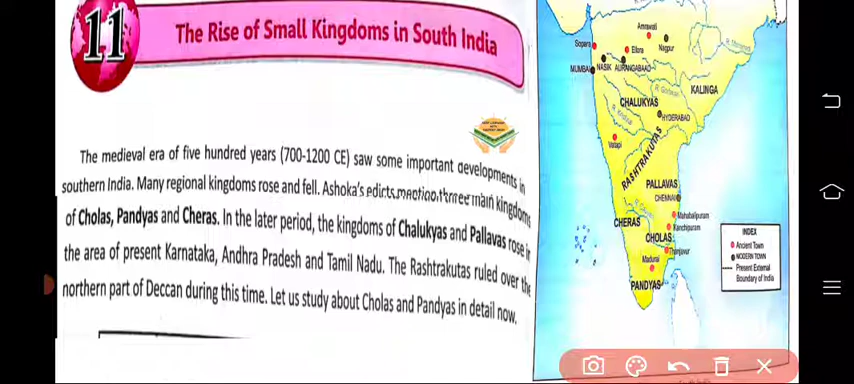 11
The Rise of Small Kingdoms in South India
The medieval era of five hundred years (700-1200 CE) saw some important developments in
southern India. Many regional kingdoms rose and fell. Ashoka's edicts mention three main kingdoms
of Cholas, Pandyas and Cheras. In the later period, the kingdoms of Chalukyas and Pallavas rose in
the area of present Karnataka, Andhra Pradesh and Tamil Nadu. The Rashtrakutas ruled over the
northern part of Deccan during this time. Let us study about Cholas and Pandyas in detail now.
Amrawati
Sopara
Ellora
Nagpur
MUMBAI
NASIK
AURANGABAD
R. Godavari
KALINGA
CHALUKYAS
R. Krishna
HYDERABAD
Vatapi
RASHTRAKUTAS
PALLAVAS
CHENNAI
Mahabalipuram
CHERAS
Kanchipuram
CHOLAS
Thanjavur
Madurai
PANDYAS
INDEX
Ancient Town
MODERN TOWN
Present External
Boundary of India